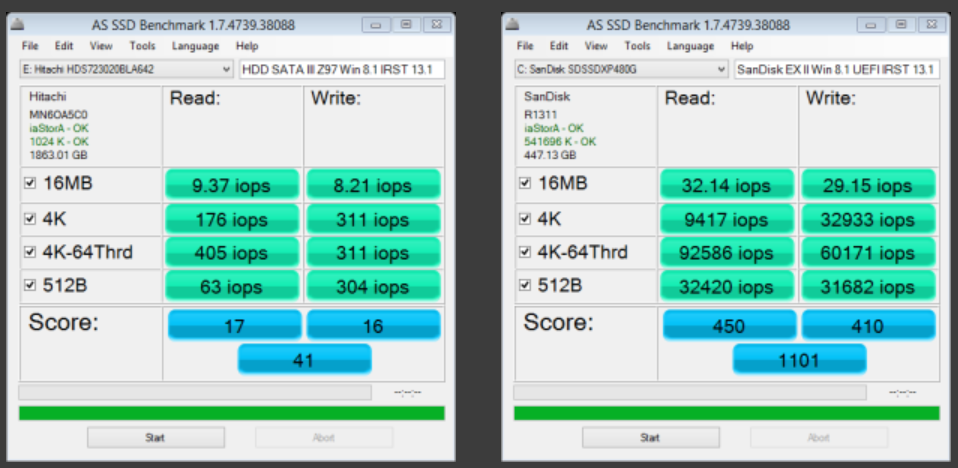 AS SSD Benchmark 1.7.4739.38088
File Edit View Tools Language Help
E: Hitachi HDS723020BLA642
HDD SATA III Z97 Win 8.1 IRST 13.1
Hitachi
MN6OA5C0
iaStorA - OK
1024 K - OK
1863.01 GB
Read: Write:
16MB 9.37 iops 8.21 iops
4K 176 iops 311 iops
4K-64Thrd 405 iops 311 iops
512B 63 iops 304 iops
Score: 17 16
41
--:--:--
Start Abort
AS SSD Benchmark 1.7.4739.38088
File Edit View Tools Language Help
C: SanDisk SDSSDXP480G
SanDisk EX II Win 8.1 UEFI IRST 13.1
SanDisk
R1311
iaStorA - OK
541696 K - OK
447.13 GB
Read: Write:
16MB 32.14 iops 29.15 iops
4K 9417 iops 32933 iops
4K-64Thrd 92586 iops 60171 iops
512B 32420 iops 31682 iops
Score: 450 410
1101
--:--:--
Start Abort